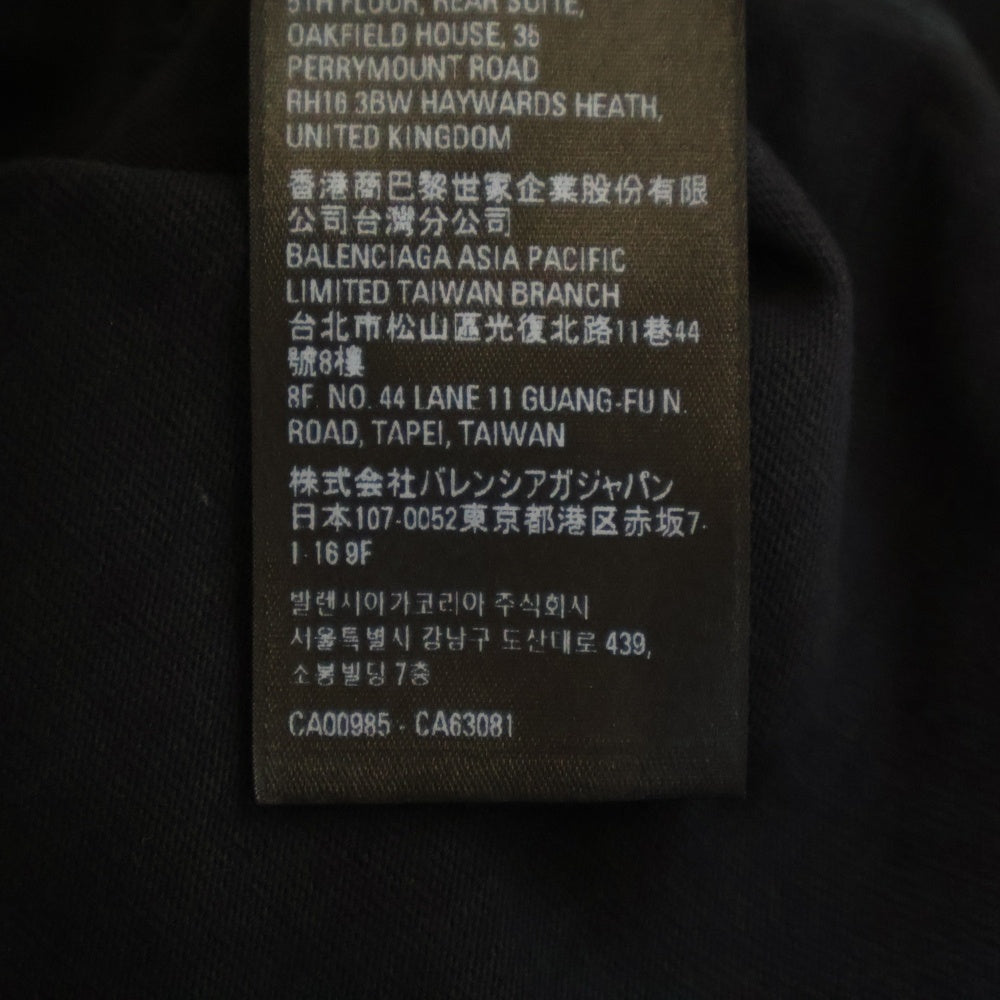 5TH FLOOR, REAR SUITE,
OAKFIELD HOUSE, 35
PERRYMOUNT ROAD
RH16 3BW HAYWARDS HEATH,
UNITED KINGDOM
香港商巴黎世家企業股份有限
公司台灣分公司
BALENCIAGA ASIA PACIFIC
LIMITED TAIWAN BRANCH
台北市松山區光復北路11巷44
號8樓
8F. NO. 44 LANE 11 GUANG-FU N.
ROAD, TAPEI, TAIWAN
株式会社バレンシアガジャパン
日本107-0052東京都港区赤坂7-
1-16 9F
발렌시아가코리아 주식회사
서울특별시 강남구 도산대로 439,
소봉빌딩 7층
CA00985 - CA63081